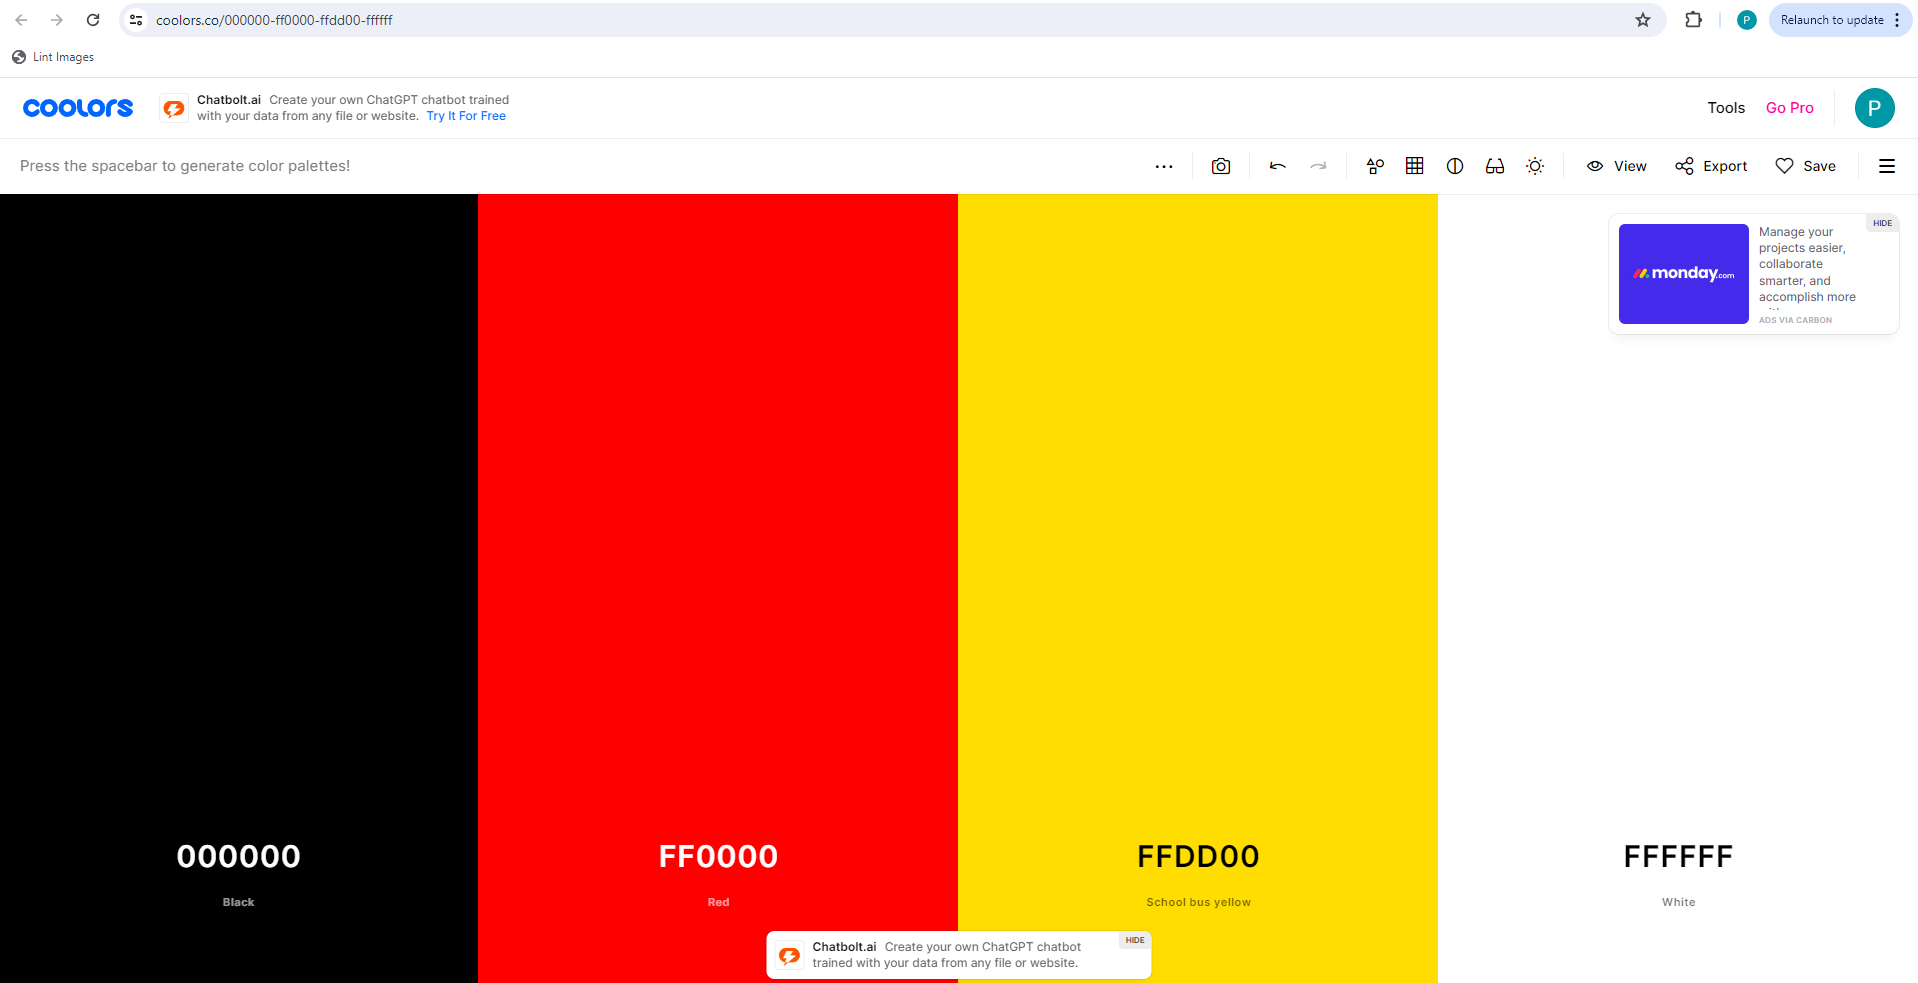 coolors.co/000000-ff0000-ffdd00-ffffff
P
Relaunch to update
Lint Images
coolors
Chatbolt.ai Create your own ChatGPT chatbot trained
with your data from any file or website. Try It For Free
Tools
Go Pro
P
Press the spacebar to generate color palettes!
View
Export
Save
HIDE
monday.com
Manage your
projects easier,
collaborate
smarter, and
accomplish more
ADS VIA CARBON
000000
Black
FF0000
Red
FFDD00
School bus yellow
FFFFFF
White
Chatbolt.ai Create your own ChatGPT chatbot
trained with your data from any file or website.
HIDE